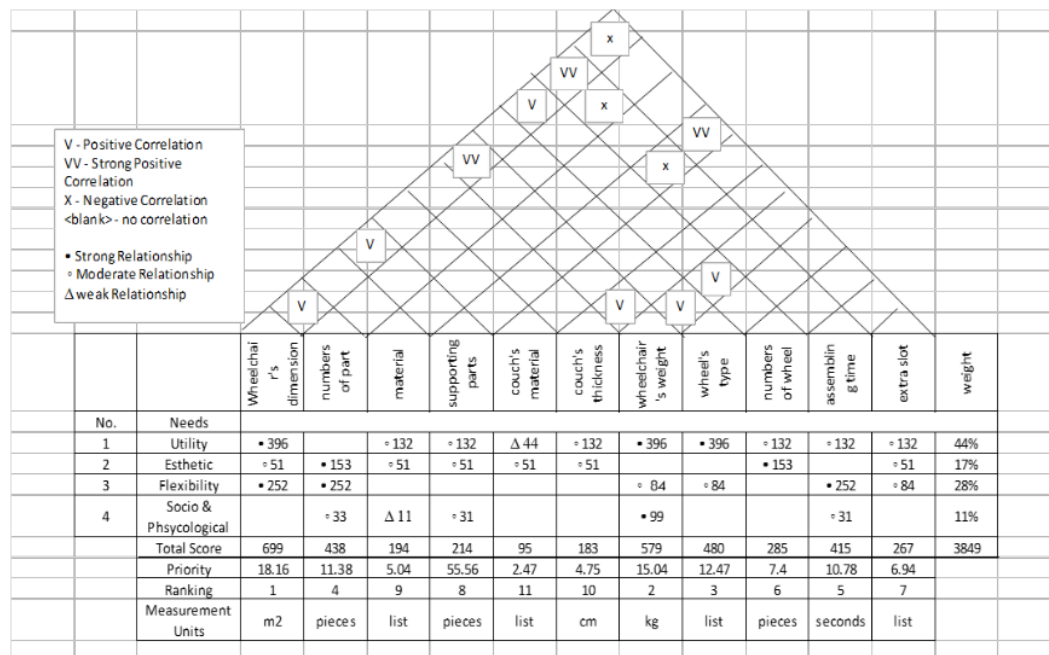 x
VV
V
x
VV
VV
x
V
V
V
V
V
V - Positive Correlation
VV - Strong Positive
Correlation
X - Negative Correlation
<blank> - no correlation
▪ Strong Relationship
◦ Moderate Relationship
Δ weak Relationship
Wheelchai
r's
dimension
numbers
of part
material
supporting
parts
couch's
material
couch's
thickness
wheelchair
's weight
wheel's
type
numbers
of wheel
assemblin
g time
extra slot
weight
No. Needs
1 Utility ▪ 396 ◦ 132 ◦ 132 Δ 44 ◦ 132 ▪ 396 ▪ 396 ◦ 132 ◦ 132 ◦ 132 44%
2 Esthetic ◦ 51 ▪ 153 ◦ 51 ◦ 51 ◦ 51 ◦ 51 ▪ 153 ◦ 51 17%
3 Flexibility ▪ 252 ▪ 252 ◦ 84 ◦ 84 ▪ 252 ◦ 84 28%
4 Socio &
Phsycological ◦ 33 Δ 11 ◦ 31 ▪ 99 ◦ 31 11%
Total Score 699 438 194 214 95 183 579 480 285 415 267 3849
Priority 18.16 11.38 5.04 55.56 2.47 4.75 15.04 12.47 7.4 10.78 6.94
Ranking 1 4 9 8 11 10 2 3 6 5 7
Measurement
Units m2 pieces list pieces list cm kg list pieces seconds list